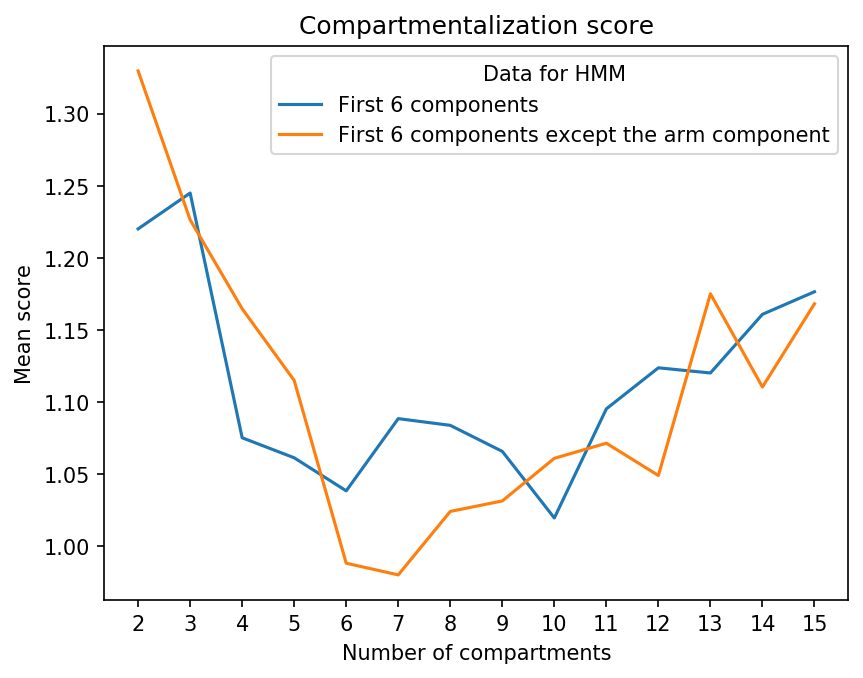 Compartmentalization score
Data for HMM
First 6 components
First 6 components except the arm component
Mean score
1.30
1.25
1.20
1.15
1.10
1.05
1.00
2 3 4 5 6 7 8 9 10 11 12 13 14 15
Number of compartments